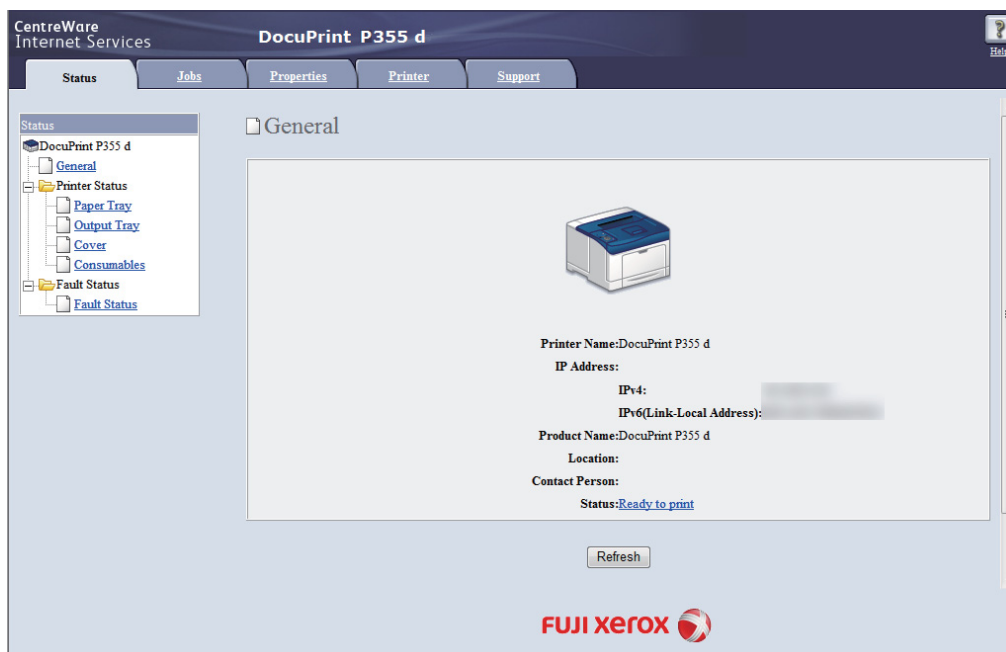 CentreWare
Internet Services
DocuPrint P355 d
Help
Status
Jobs
Properties
Printer
Support
Status
DocuPrint P355 d
General
Printer Status
Paper Tray
Output Tray
Cover
Consumables
Fault Status
Fault Status
General
Printer Name:DocuPrint P355 d
IP Address:
IPv4:
IPv6(Link-Local Address):
Product Name:DocuPrint P355 d
Location:
Contact Person:
Status:Ready to print
Refresh
FUJI xerox